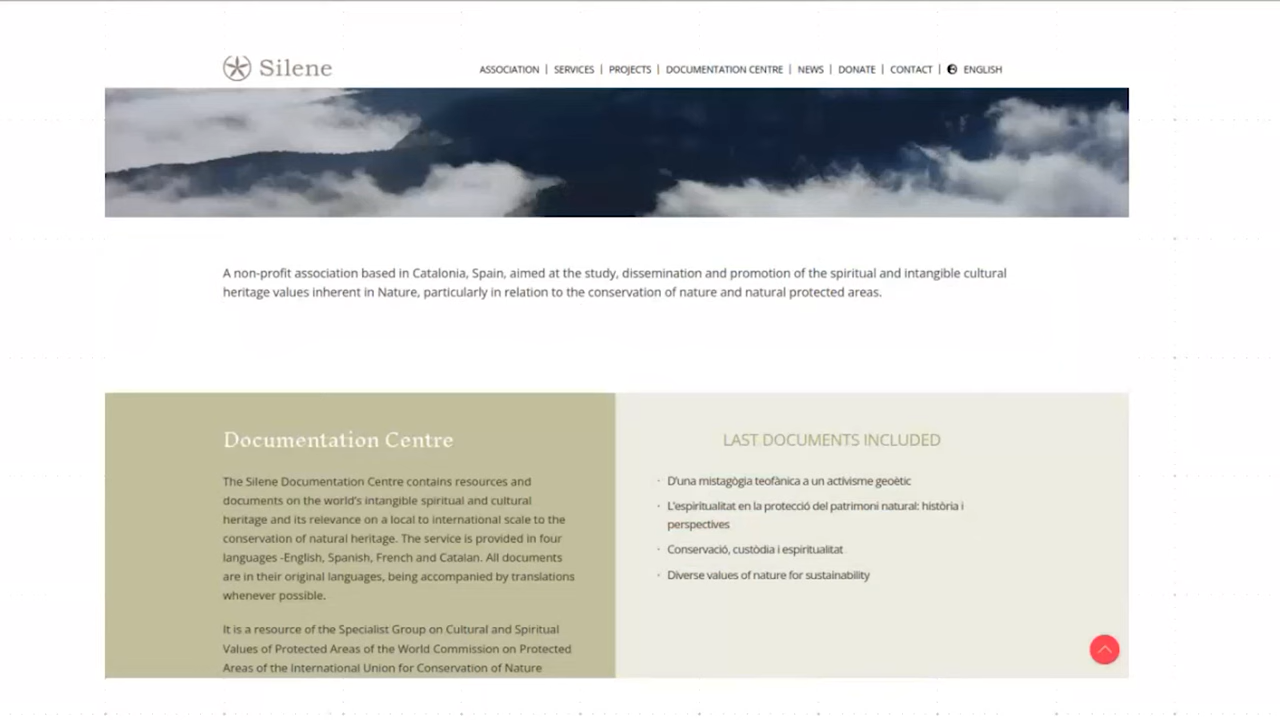 Silene
ASSOCIATION | SERVICES | PROJECTS | DOCUMENTATION CENTRE | NEWS | DONATE | CONTACT | ENGLISH
A non-profit association based in Catalonia, Spain, aimed at the study, dissemination and promotion of the spiritual and intangible cultural
heritage values inherent in Nature, particularly in relation to the conservation of nature and natural protected areas.
Documentation Centre
The Silene Documentation Centre contains resources and
documents on the world's intangible spiritual and cultural
heritage and its relevance on a local to international scale to the
conservation of natural heritage. The service is provided in four
languages -English, Spanish, French and Catalan. All documents
are in their original languages, being accompanied by translations
whenever possible.
It is a resource of the Specialist Group on Cultural and Spiritual
Values of Protected Areas of the World Commission on Protected
Areas of the International Union for Conservation of Nature
LAST DOCUMENTS INCLUDED
· D'una mistagògia teofànica a un activisme geoètic
· L'espiritualitat en la protecció del patrimoni natural: història i
perspectives
· Conservació, custòdia i espiritualitat
· Diverse values of nature for sustainability